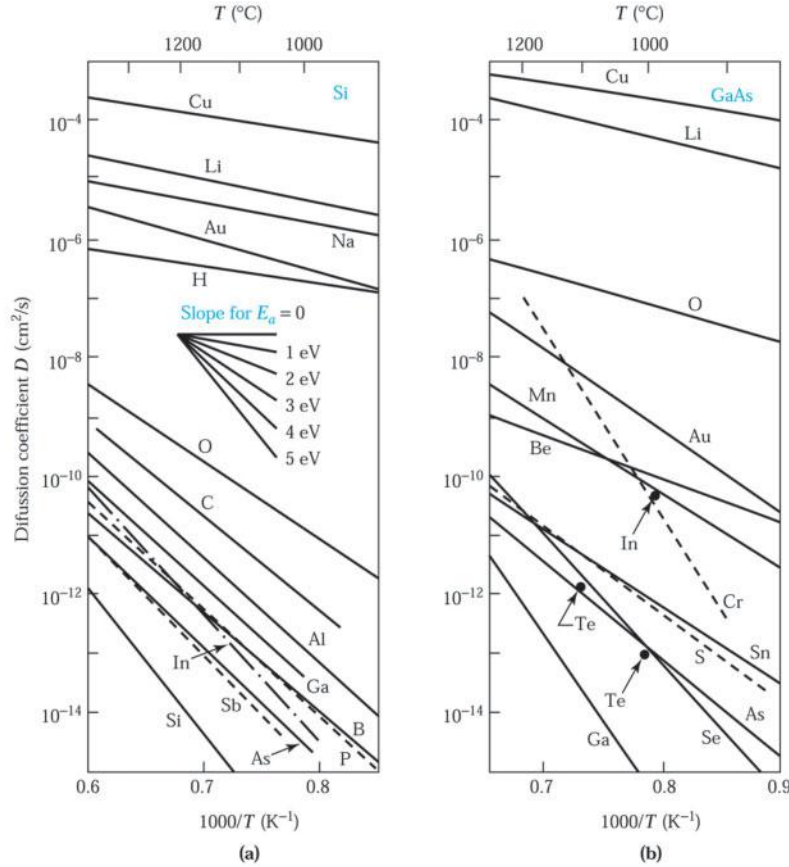 T (°C)
1200
1000
Si
Cu
Li
Na
Au
H
Slope for Eₐ = 0
1 eV
2 eV
3 eV
4 eV
5 eV
O
C
Al
In
Ga
Sb
Si
As
B
P
10⁻⁴
10⁻⁶
10⁻⁸
10⁻¹⁰
10⁻¹²
10⁻¹⁴
Difussion coefficient D (cm²/s)
0.6
0.7
0.8
1000/T (K⁻¹)
(a)
T (°C)
1200
1000
Cu
GaAs
Li
O
Mn
Au
Be
In
Cr
Te
Sn
S
Te
As
Ga
Se
10⁻⁴
10⁻⁶
10⁻⁸
10⁻¹⁰
10⁻¹²
10⁻¹⁴
0.7
0.8
0.9
1000/T (K⁻¹)
(b)